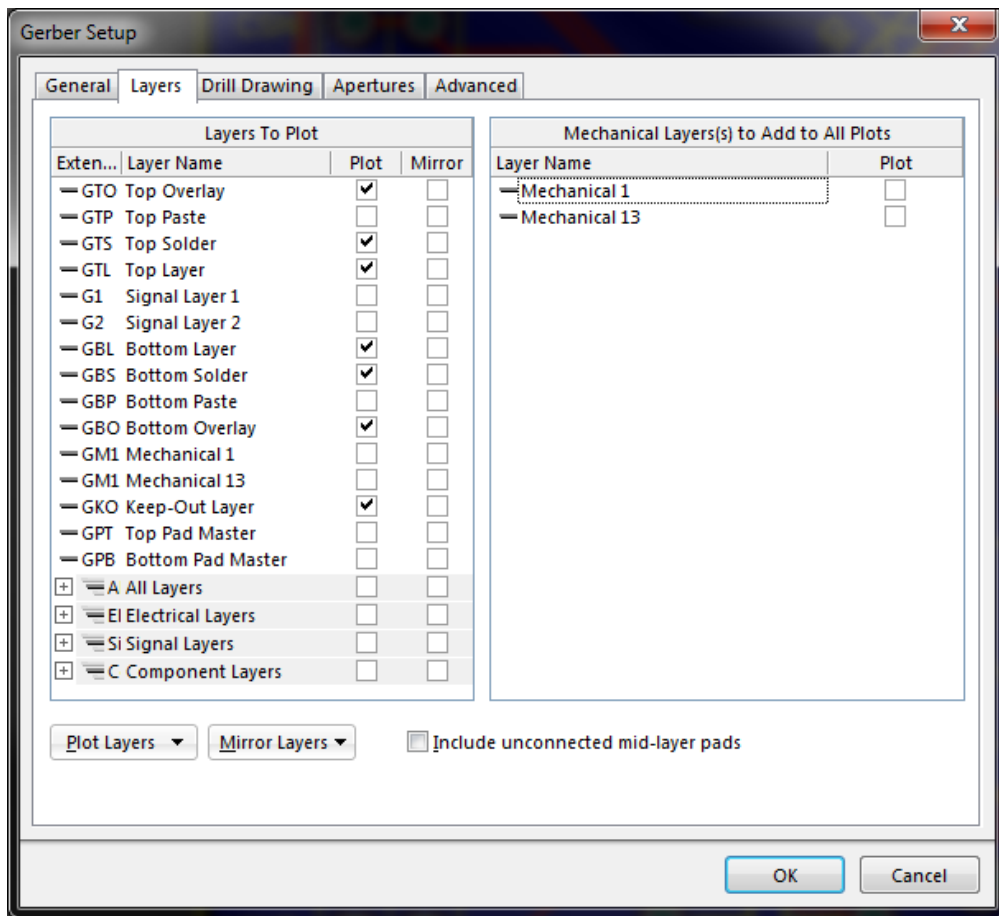 Gerber Setup
General Layers Drill Drawing Apertures Advanced
Layers To Plot
Exten... Layer Name Plot Mirror
GTO Top Overlay
GTP Top Paste
GTS Top Solder
GTL Top Layer
G1 Signal Layer 1
G2 Signal Layer 2
GBL Bottom Layer
GBS Bottom Solder
GBP Bottom Paste
GBO Bottom Overlay
GM1 Mechanical 1
GM1 Mechanical 13
GKO Keep-Out Layer
GPT Top Pad Master
GPB Bottom Pad Master
A All Layers
El Electrical Layers
Si Signal Layers
C Component Layers
Mechanical Layers(s) to Add to All Plots
Layer Name Plot
Mechanical 1
Mechanical 13
Plot Layers Mirror Layers Include unconnected mid-layer pads
OK Cancel